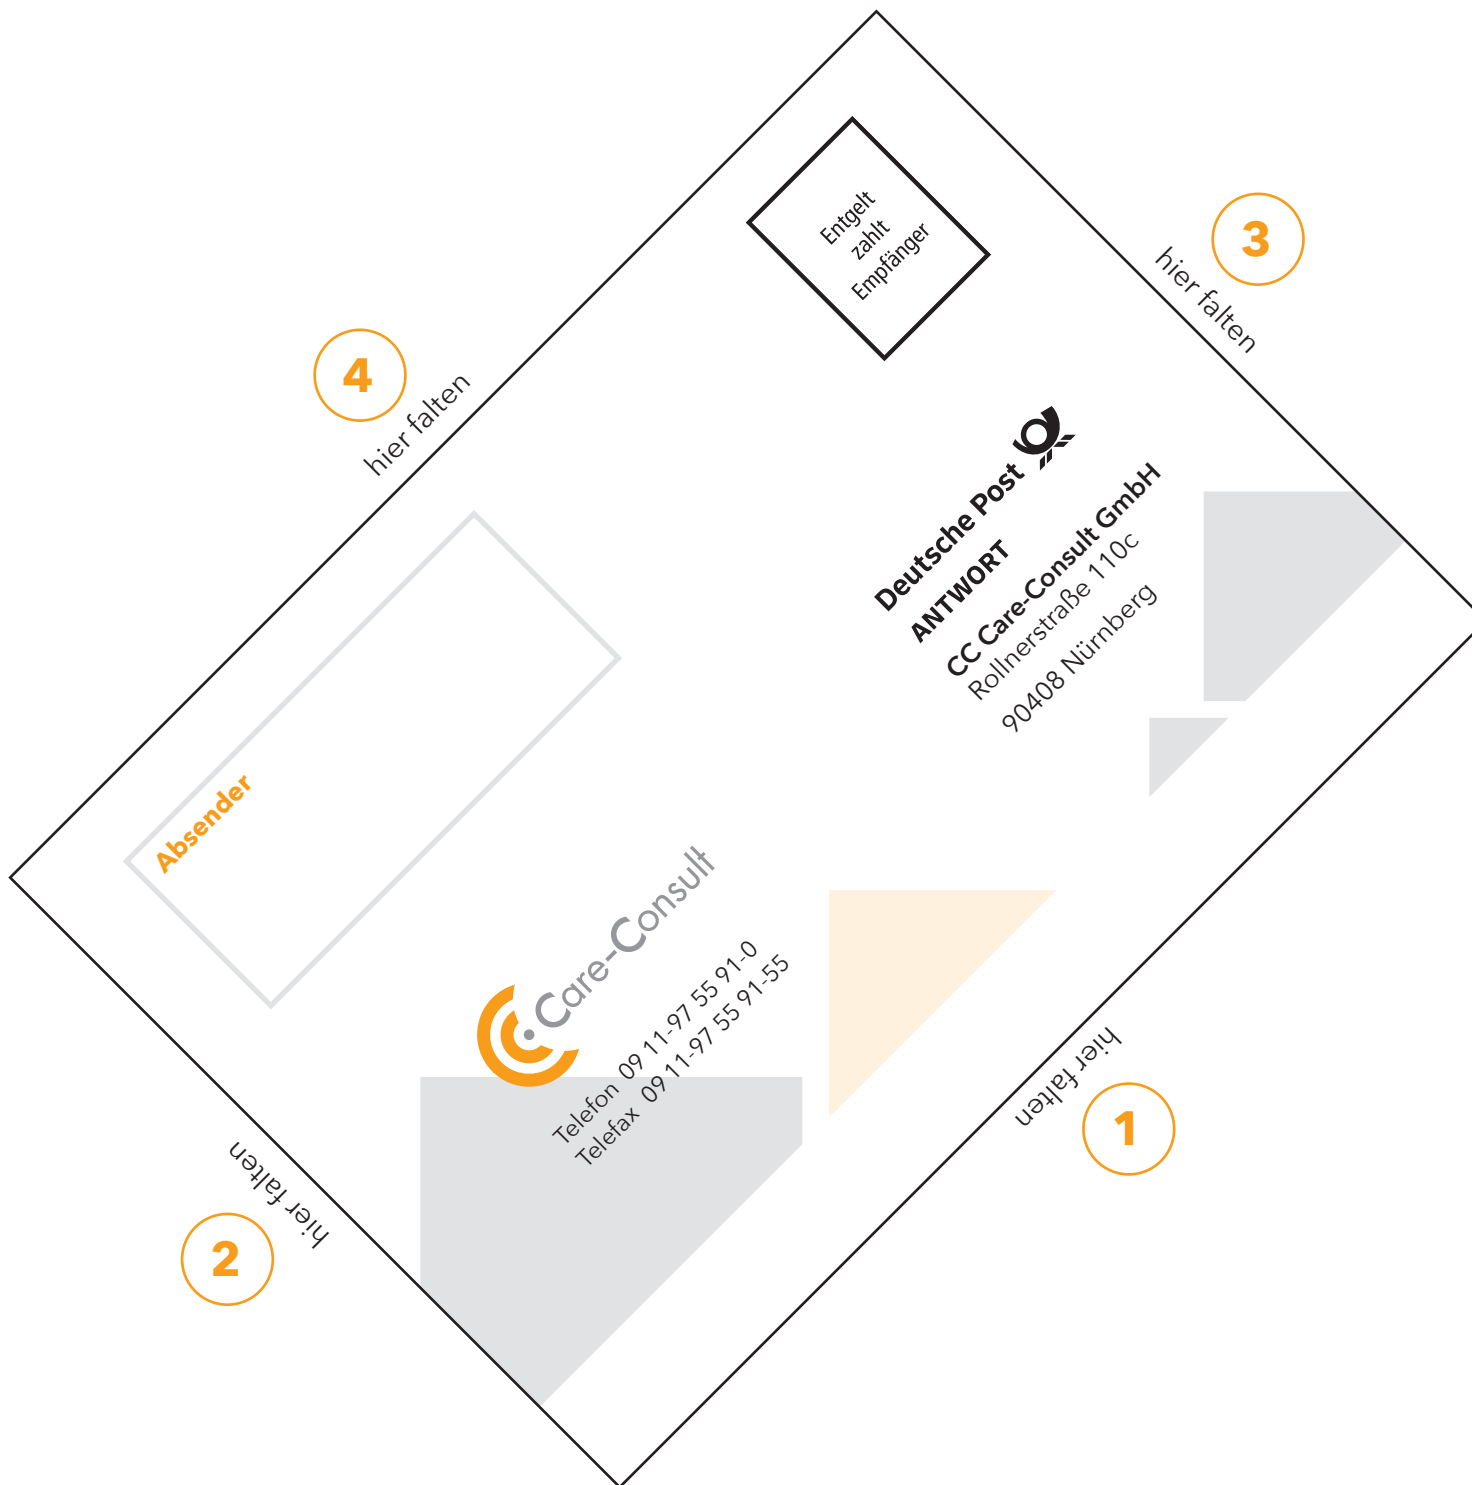 Entgelt
zahlt
Empfänger
3
hier falten
4
hier falten
Deutsche Post
ANTWORT
CC Care-Consult GmbH
Rollnerstraße 110c
90408 Nürnberg
Absender
Care-Consult
Telefon 09 11-97 55 91-0
Telefax 09 11-97 55 91-55
hier falten
1
hier falten
2